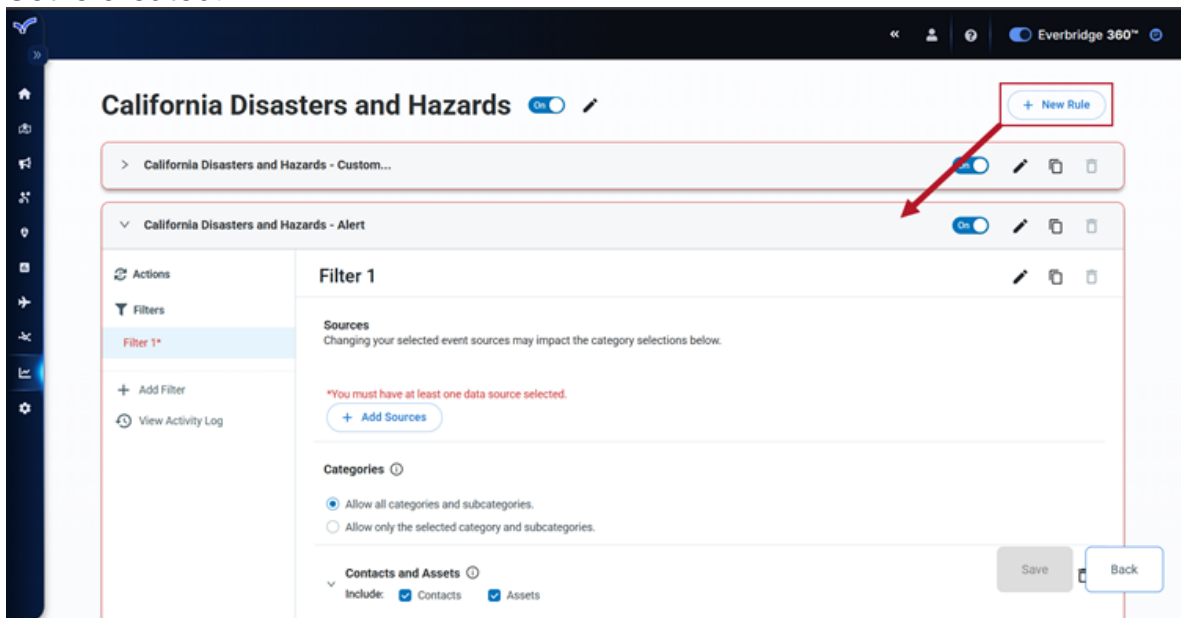 Everbridge 360™
California Disasters and Hazards On
+ New Rule
California Disasters and Hazards - Custom...
California Disasters and Hazards - Alert On
Actions
Filter 1
Filters
Sources
Filter 1*
Changing your selected event sources may impact the category selections below.
+ Add Filter
*You must have at least one data source selected.
+ Add Sources
View Activity Log
Categories
Allow all categories and subcategories.
Allow only the selected category and subcategories.
Contacts and Assets
Include: Contacts Assets
Save Back